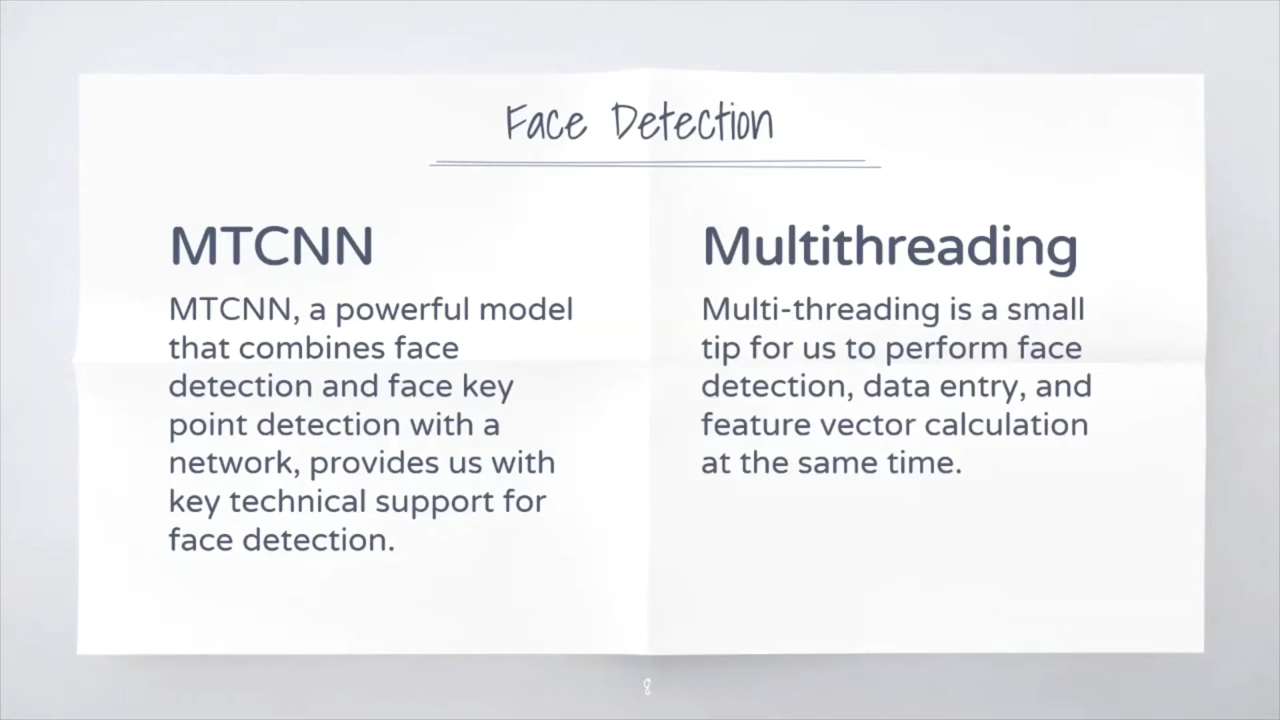 Face Detection
MTCNN
MTCNN, a powerful model
that combines face
detection and face key
point detection with a
network, provides us with
key technical support for
face detection.
Multithreading
Multi-threading is a small
tip for us to perform face
detection, data entry, and
feature vector calculation
at the same time.
8